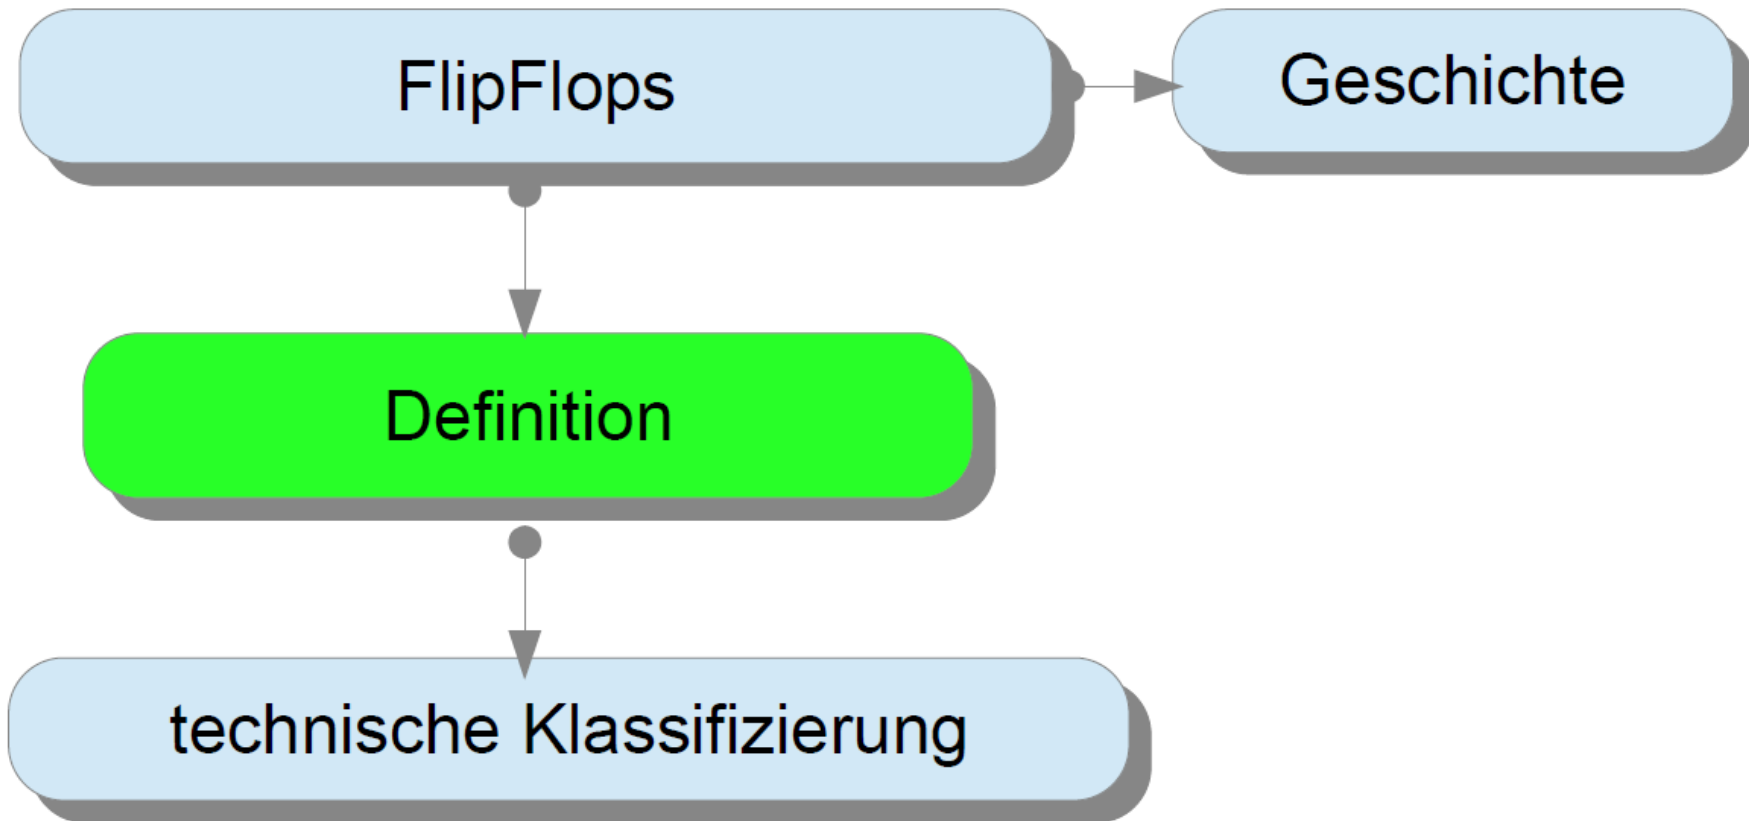 FlipFlops
Geschichte
Definition
technische Klassifizierung